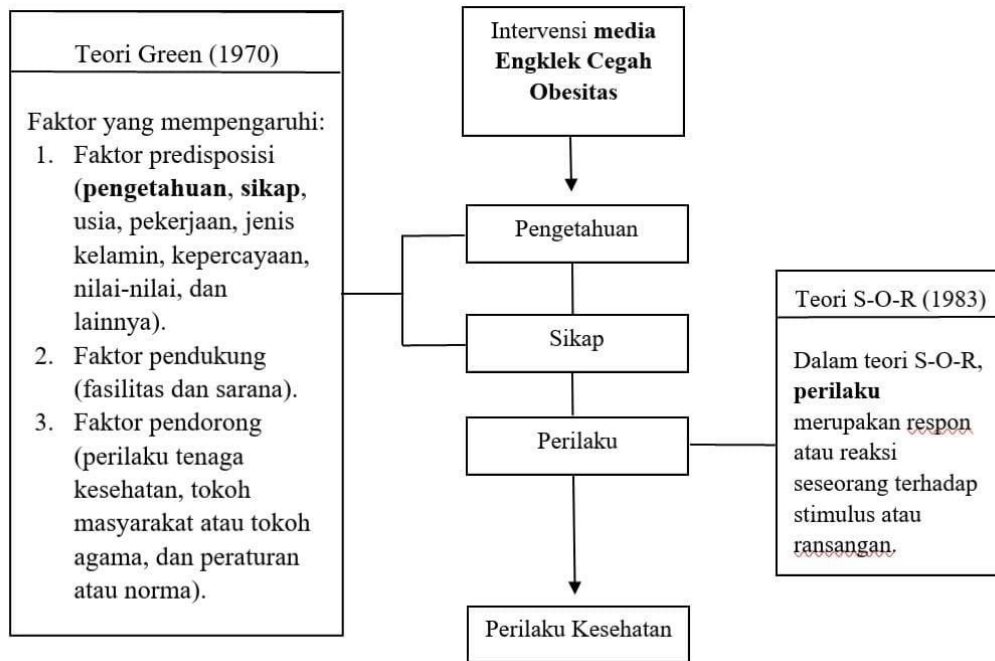 Teori Green (1970)
Faktor yang mempengaruhi:
1. Faktor predisposisi
(pengetahuan, sikap,
usia, pekerjaan, jenis
kelamin, kepercayaan,
nilai-nilai, dan
lainnya).
2. Faktor pendukung
(fasilitas dan sarana).
3. Faktor pendorong
(perilaku tenaga
kesehatan, tokoh
masyarakat atau tokoh
agama, dan peraturan
atau norma).
Intervensi media
Engklek Cegah
Obesitas
Pengetahuan
Sikap
Perilaku
Perilaku Kesehatan
Teori S-O-R (1983)
Dalam teori S-O-R,
perilaku
merupakan respon
atau reaksi
seseorang terhadap
stimulus atau
ransangan.